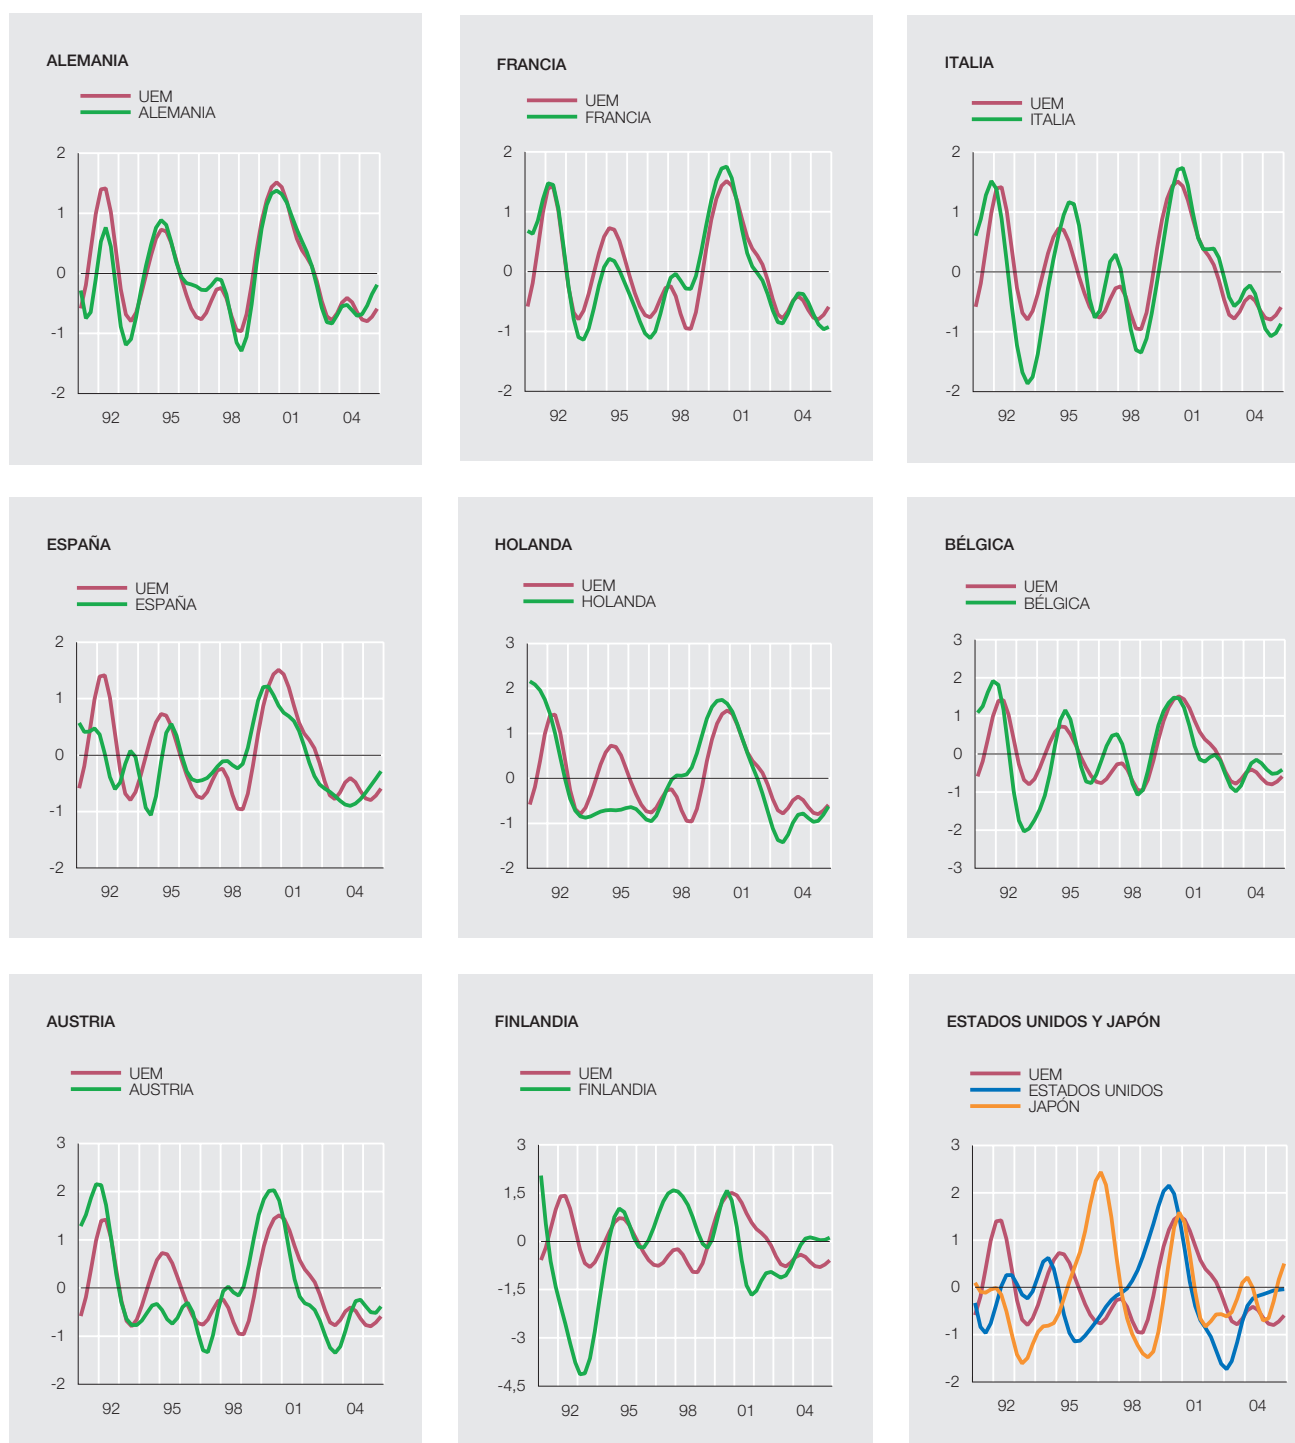 ALEMANIA
UEM
ALEMANIA
2
1
0
-1
-2
92 95 98 01 04
FRANCIA
UEM
FRANCIA
2
1
0
-1
-2
92 95 98 01 04
ITALIA
UEM
ITALIA
2
1
0
-1
-2
92 95 98 01 04
ESPAÑA
UEM
ESPAÑA
2
1
0
-1
-2
92 95 98 01 04
HOLANDA
UEM
HOLANDA
3
2
1
0
-1
-2
92 95 98 01 04
BÉLGICA
UEM
BÉLGICA
3
2
1
0
-1
-2
-3
92 95 98 01 04
AUSTRIA
UEM
AUSTRIA
3
2
1
0
-1
-2
92 95 98 01 04
FINLANDIA
UEM
FINLANDIA
3
1,5
0
-1,5
-3
-4,5
92 95 98 01 04
ESTADOS UNIDOS Y JAPÓN
UEM
ESTADOS UNIDOS
JAPÓN
3
2
1
0
-1
-2
92 95 98 01 04